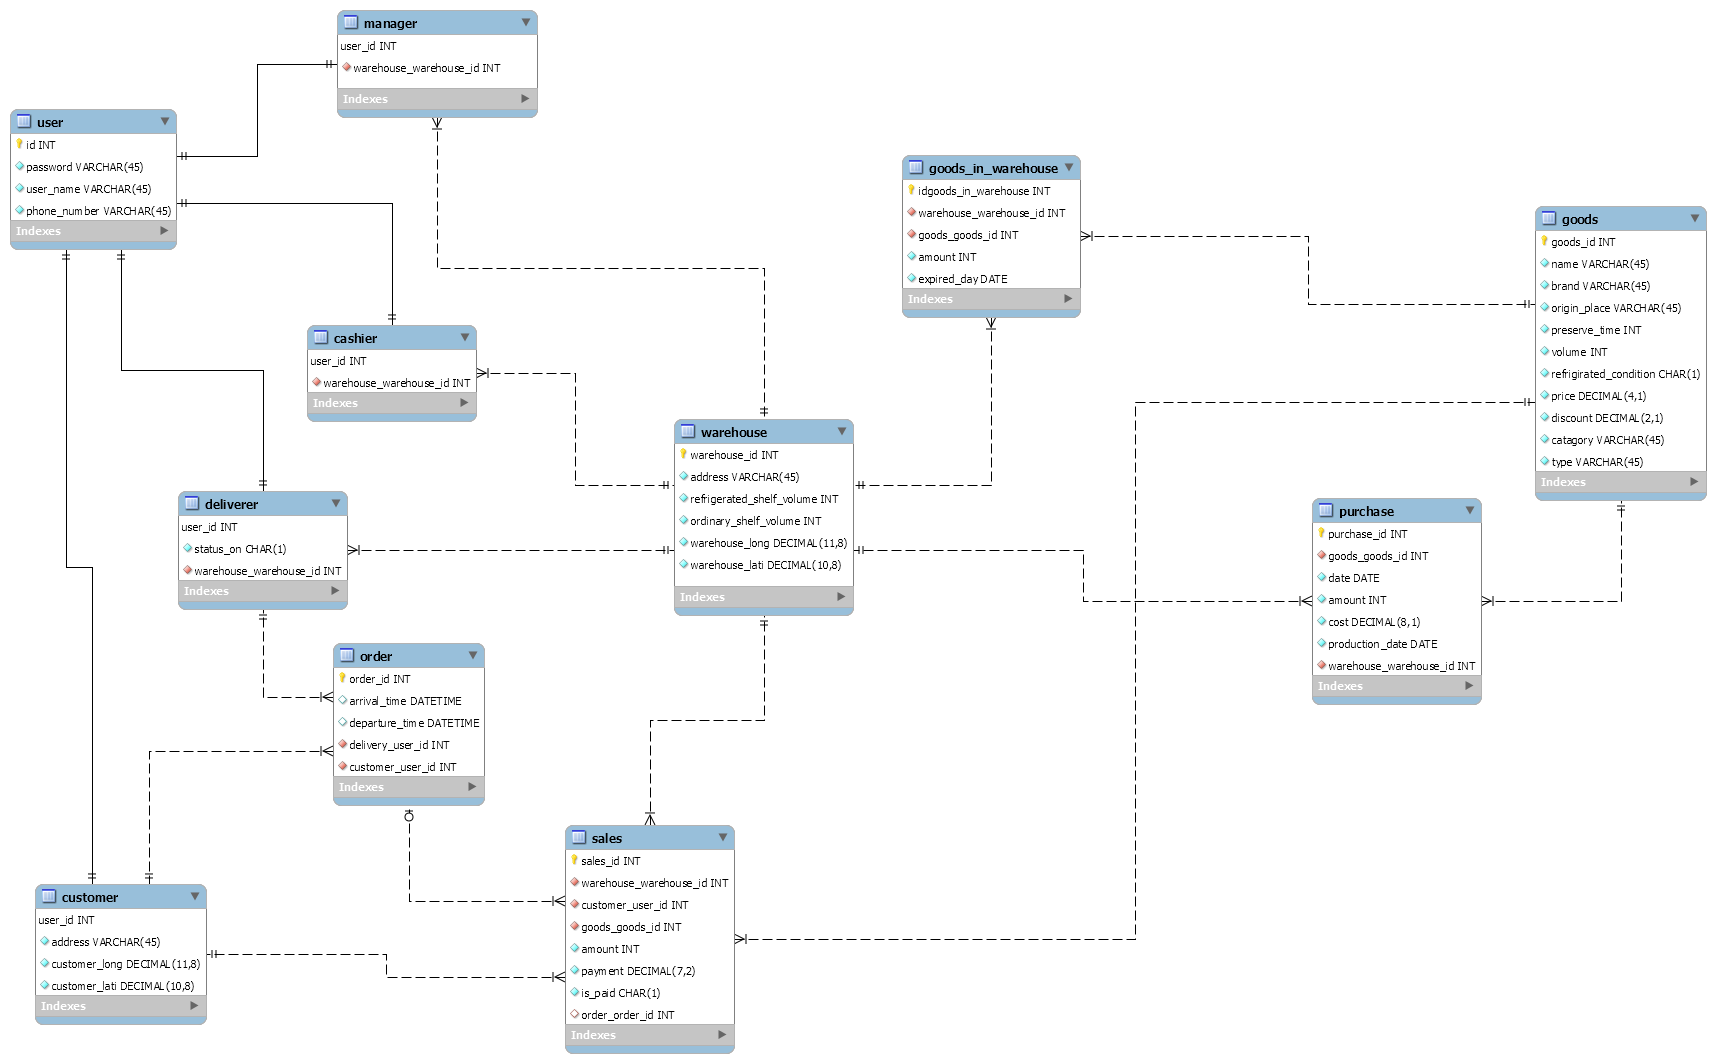 manager
user_id INT
warehouse_warehouse_id INT
Indexes
user
id INT
password VARCHAR(45)
user_name VARCHAR(45)
phone_number VARCHAR(45)
Indexes
goods_in_warehouse
idgoods_in_warehouse INT
warehouse_warehouse_id INT
goods_goods_id INT
amount INT
expired_day DATE
Indexes
goods
goods_id INT
name VARCHAR(45)
brand VARCHAR(45)
origin_place VARCHAR(45)
preserve_time INT
volume INT
refrigirated_condition CHAR(1)
price DECIMAL(4,1)
discount DECIMAL(2,1)
catagory VARCHAR(45)
type VARCHAR(45)
Indexes
cashier
user_id INT
warehouse_warehouse_id INT
Indexes
warehouse
warehouse_id INT
address VARCHAR(45)
refrigerated_shelf_volume INT
ordinary_shelf_volume INT
warehouse_long DECIMAL(11,8)
warehouse_lati DECIMAL(10,8)
Indexes
deliverer
user_id INT
status_on CHAR(1)
warehouse_warehouse_id INT
Indexes
purchase
purchase_id INT
goods_goods_id INT
date DATE
amount INT
cost DECIMAL(8,1)
production_date DATE
warehouse_warehouse_id INT
Indexes
order
order_id INT
arrival_time DATETIME
departure_time DATETIME
delivery_user_id INT
customer_user_id INT
Indexes
sales
sales_id INT
warehouse_warehouse_id INT
customer_user_id INT
goods_goods_id INT
amount INT
payment DECIMAL(7,2)
is_paid CHAR(1)
order_order_id INT
Indexes
customer
user_id INT
address VARCHAR(45)
customer_long DECIMAL(11,8)
customer_lati DECIMAL(10,8)
Indexes